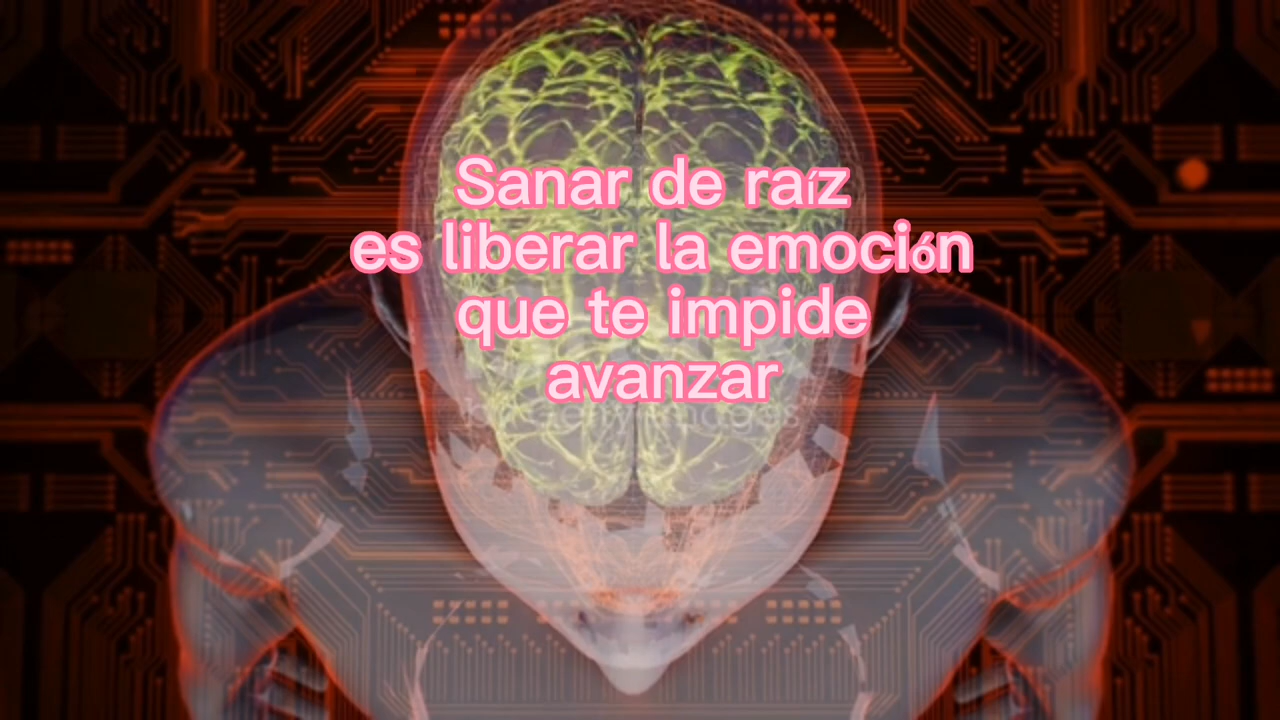 Sanar de raíz
es liberar la emoción
que te impide
avanzar